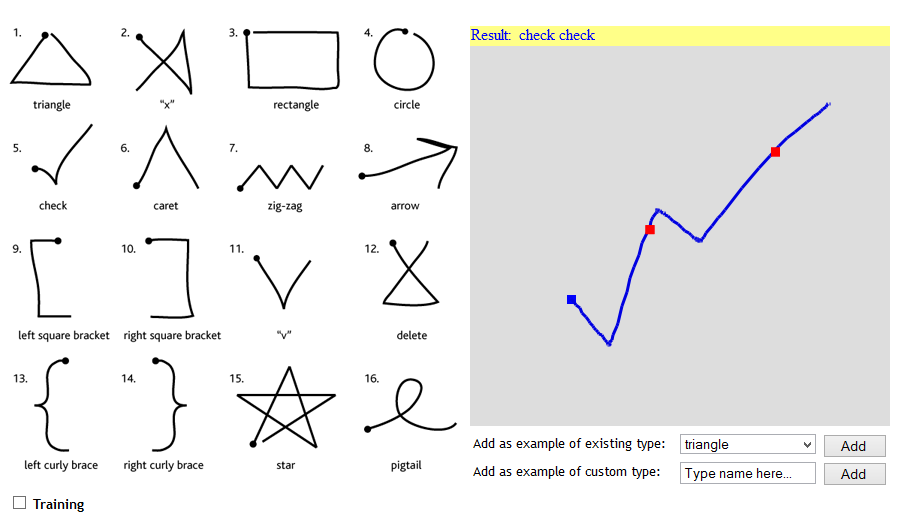 1. 2. 3. 4.
triangle "x" rectangle circle
5. 6. 7. 8.
check caret zig-zag arrow
9. 10. 11. 12.
left square bracket right square bracket "v" delete
13. 14. 15. 16.
left curly brace right curly brace star pigtail
Training
Result: check check
Add as example of existing type: triangle Add
Add as example of custom type: Type name here... Add